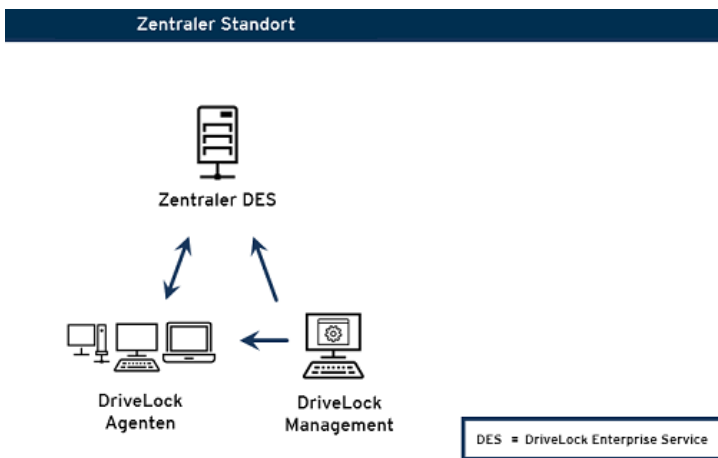 Zentraler Standort
Zentraler DES
DriveLock
Agenten
DriveLock
Management
DES = DriveLock Enterprise Service